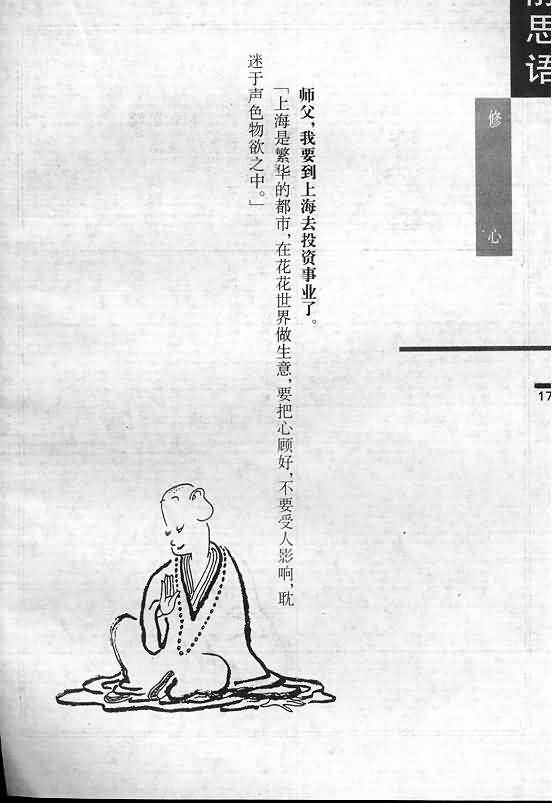 思语
修心
17
师父，我要到上海去投资事业了。
「上海是繁华的都市，在花花世界做生意，要把心顾好，不要受人影响，耽
迷于声色物欲之中。」